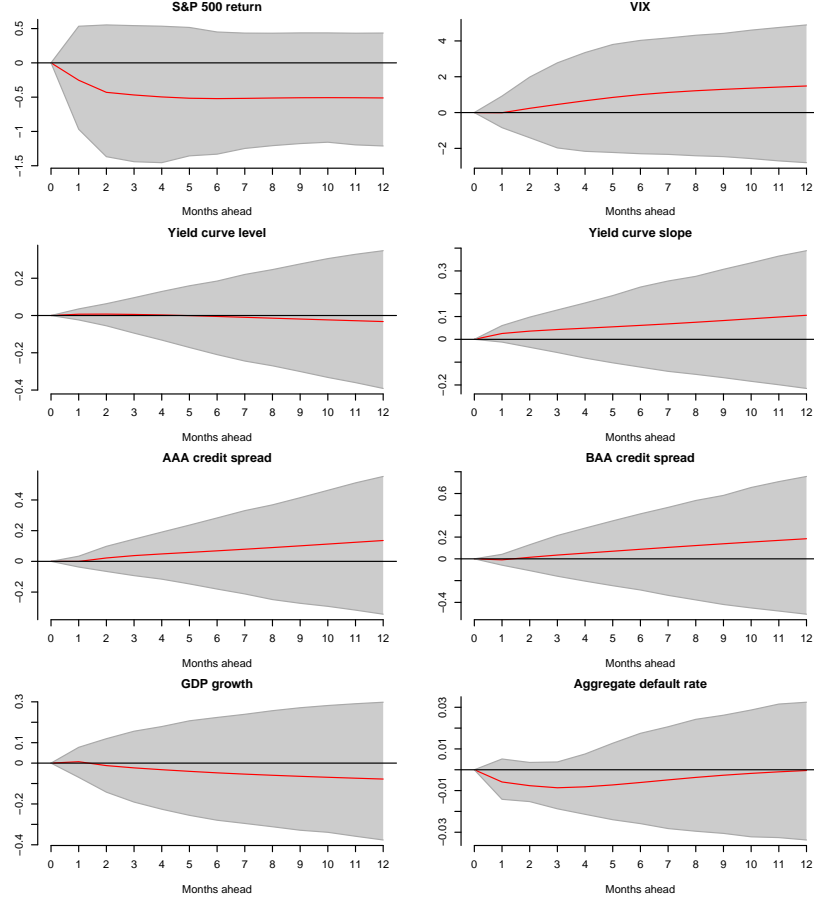 S&P 500 return
0.5
0
−0.5
−1
−1.5
0 1 2 3 4 5 6 7 8 9 10 11 12
Months ahead
VIX
4
2
0
−2
0 1 2 3 4 5 6 7 8 9 10 11 12
Months ahead
Yield curve level
0.2
0
−0.2
−0.4
0 1 2 3 4 5 6 7 8 9 10 11 12
Months ahead
Yield curve slope
0.3
0.1
0
−0.2
0 1 2 3 4 5 6 7 8 9 10 11 12
Months ahead
AAA credit spread
0.4
0.2
0
−0.2
0 1 2 3 4 5 6 7 8 9 10 11 12
Months ahead
BAA credit spread
0.6
0.2
0
−0.4
0 1 2 3 4 5 6 7 8 9 10 11 12
Months ahead
GDP growth
0.3
0.1
0
−0.2
−0.4
0 1 2 3 4 5 6 7 8 9 10 11 12
Months ahead
Aggregate default rate
0.03
0.01
−0.01
−0.03
0 1 2 3 4 5 6 7 8 9 10 11 12
Months ahead